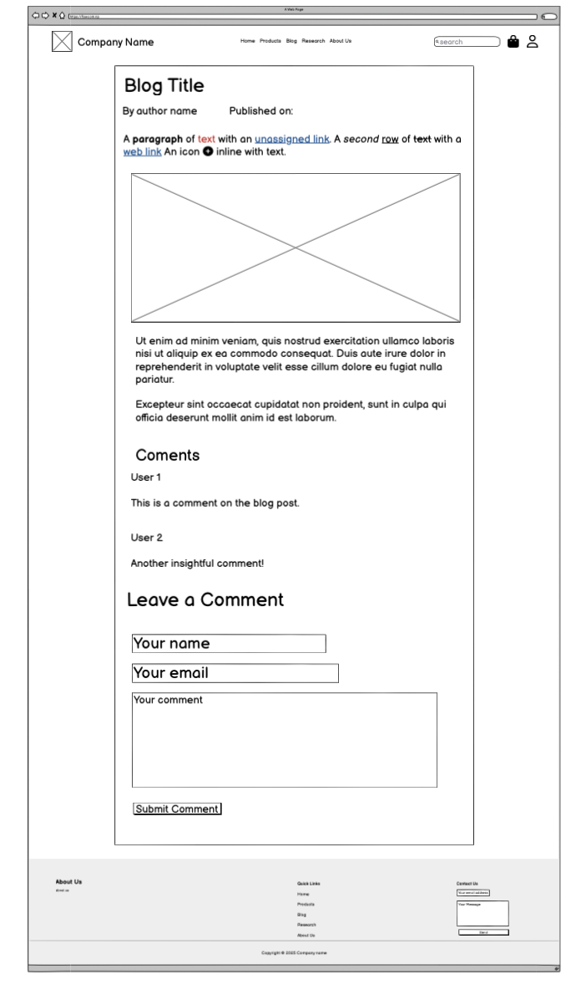 A Web Page
https://
Company Name
Home Products Blog Research About Us
search
Blog Title
By author name Published on:
A paragraph of text with an unassigned link. A second row of text with a
web link An icon inline with text.
Ut enim ad minim veniam, quis nostrud exercitation ullamco laboris
nisi ut aliquip ex ea commodo consequat. Duis aute irure dolor in
reprehenderit in voluptate velit esse cillum dolore eu fugiat nulla
pariatur.
Excepteur sint occaecat cupidatat non proident, sunt in culpa qui
officia deserunt mollit anim id est laborum.
Coments
User 1
This is a comment on the blog post.
User 2
Another insightful comment!
Leave a Comment
Your name
Your email
Your comment
Submit Comment
About Us
about us
Quick Links
Home
Products
Blog
Research
About Us
Contact Us
Your email address
Your Message
Send
Copyright © 2025 Company name